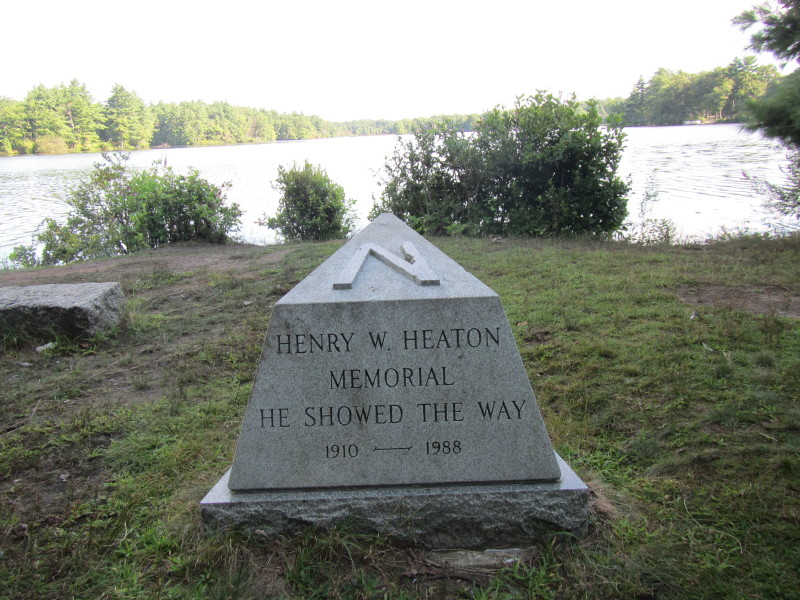 N
HENRY W. HEATON
MEMORIAL
HE SHOWED THE WAY
1910 — 1988